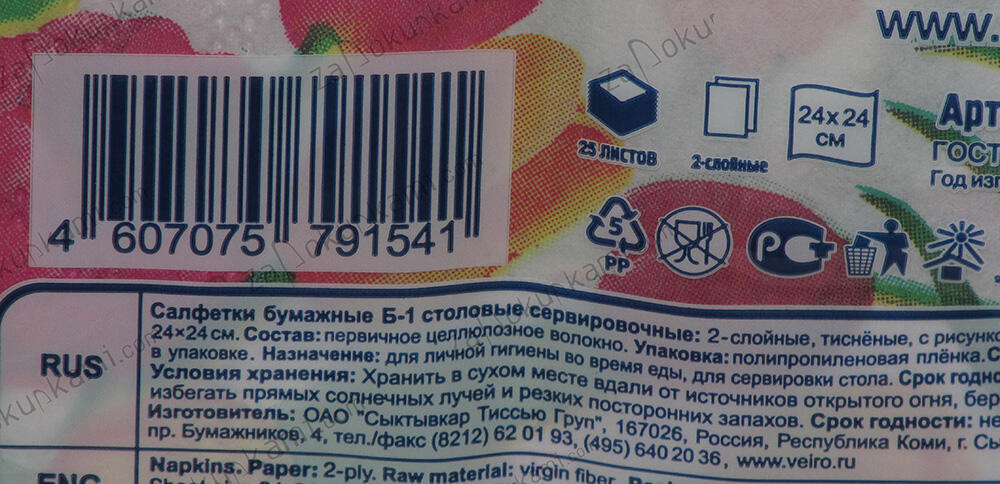 www.
25 ЛИСТОВ
2-слойные
24 x 24
СМ
Арт
ГОСТ
Год изг
4 607075 791541
5
PP
РСТ
RUS
Салфетки бумажные Б-1 столовые сервировочные: 2-слойные, тиснёные, с рисунко
24×24 см. Состав: первичное целлюлозное волокно. Упаковка: полипропиленовая плёнка. С
в упаковке. Назначение: для личной гигиены во время еды, для сервировки стола. Срок годно
Условия хранения: Хранить в сухом месте вдали от источников открытого огня, бер
избегать прямых солнечных лучей и резких посторонних запахов. Срок годности: не
Изготовитель: ОАО "Сыктывкар Тиссью Груп", 167026, Россия, Республика Коми, г. Сы
пр. Бумажников, 4, тел./факс (8212) 62 01 93, (495) 640 20 36, www.veiro.ru
ENG
Napkins. Paper: 2-ply. Raw material: virgin fiber.
zaDokunkami.com